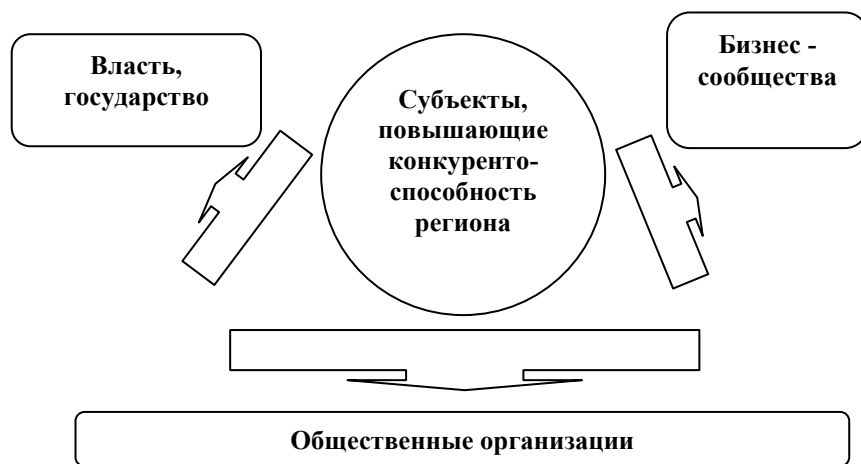 Власть,
государство
Субъекты,
повышающие
конкуренто-
способность
региона
Бизнес -
сообщества
Общественные организации